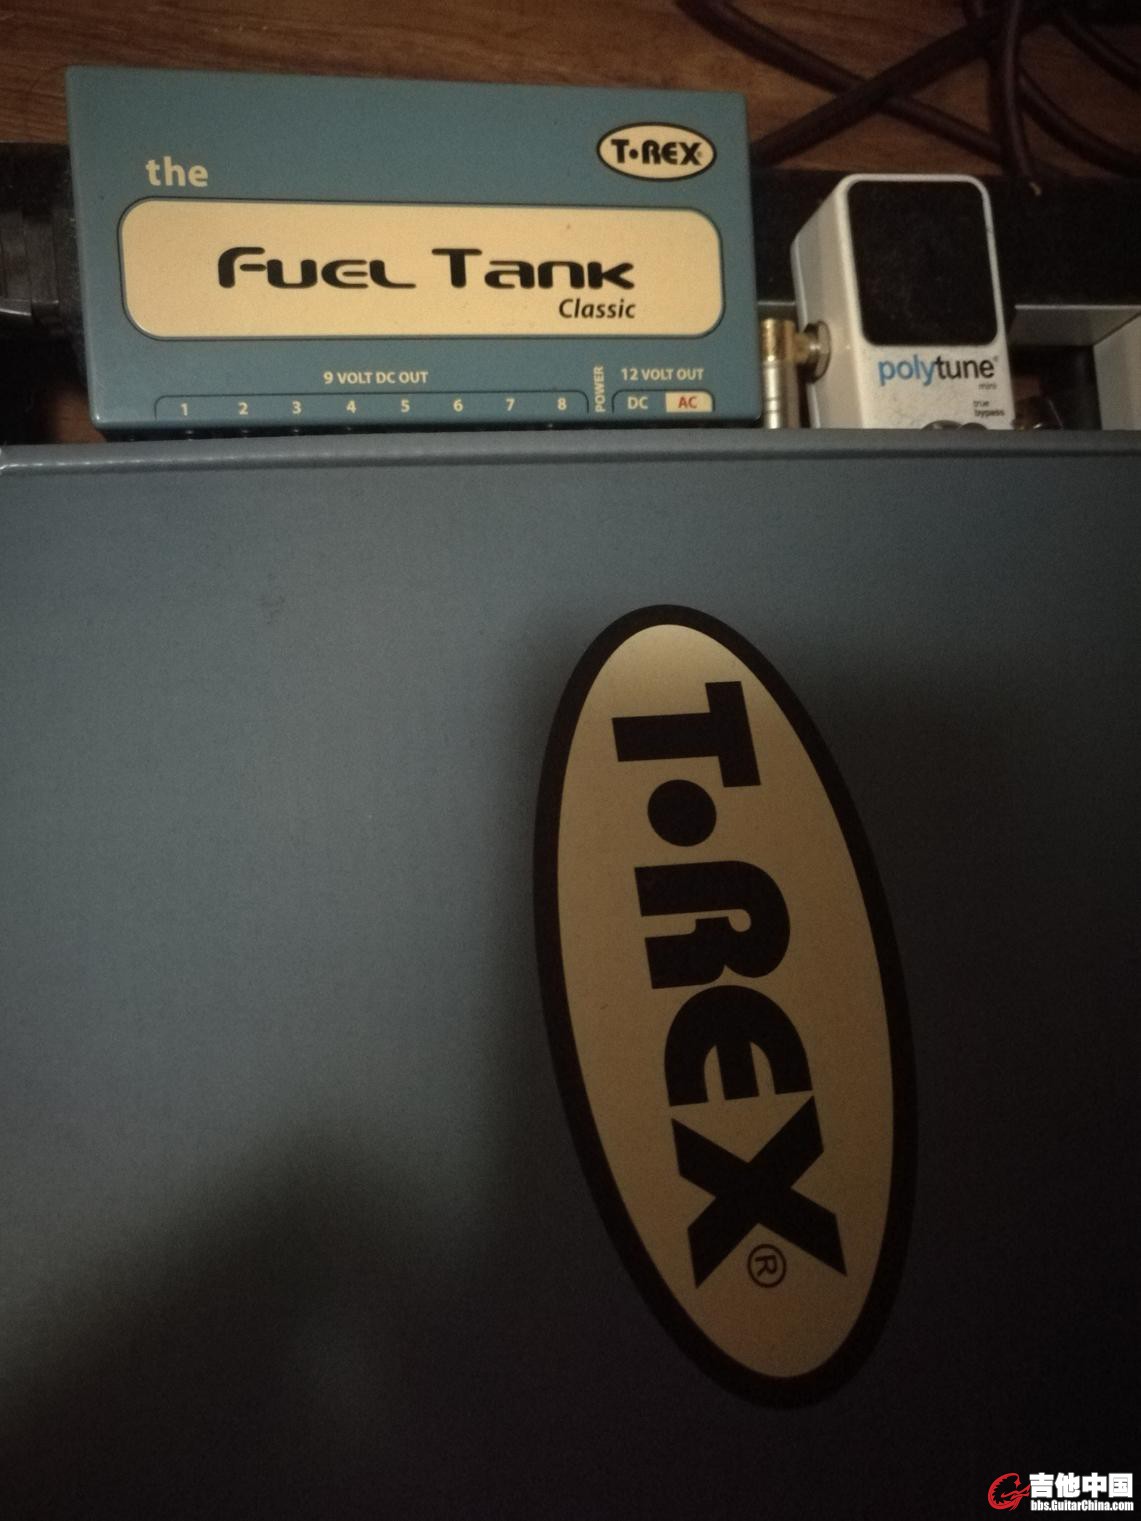 the
T·REX
Fuel Tank
Classic
9 VOLT DC OUT
1 2 3 4 5 6 7 8
POWER
12 VOLT OUT
DC AC
polytune®
mini
true
bypass
T·REX®
吉他中国
bbs.GuitarChina.com